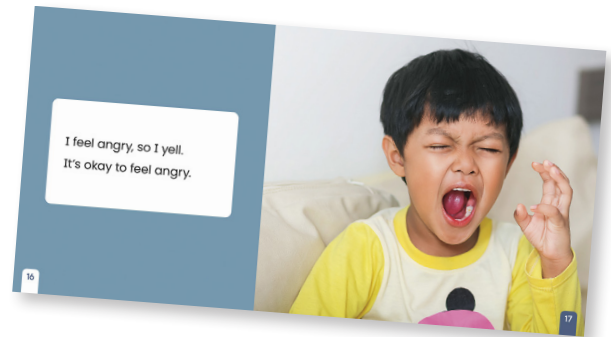 I feel angry, so I yell.
It's okay to feel angry.
16
17